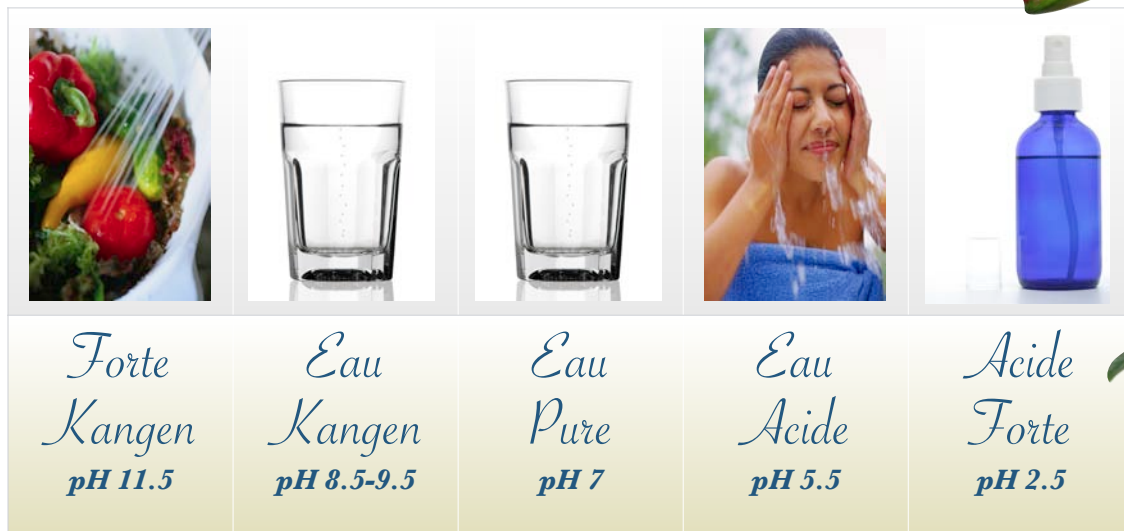 Forte
Kangen
pH 11.5
Eau
Kangen
pH 8.5-9.5
Eau
Pure
pH 7
Eau
Acide
pH 5.5
Acide
Forte
pH 2.5